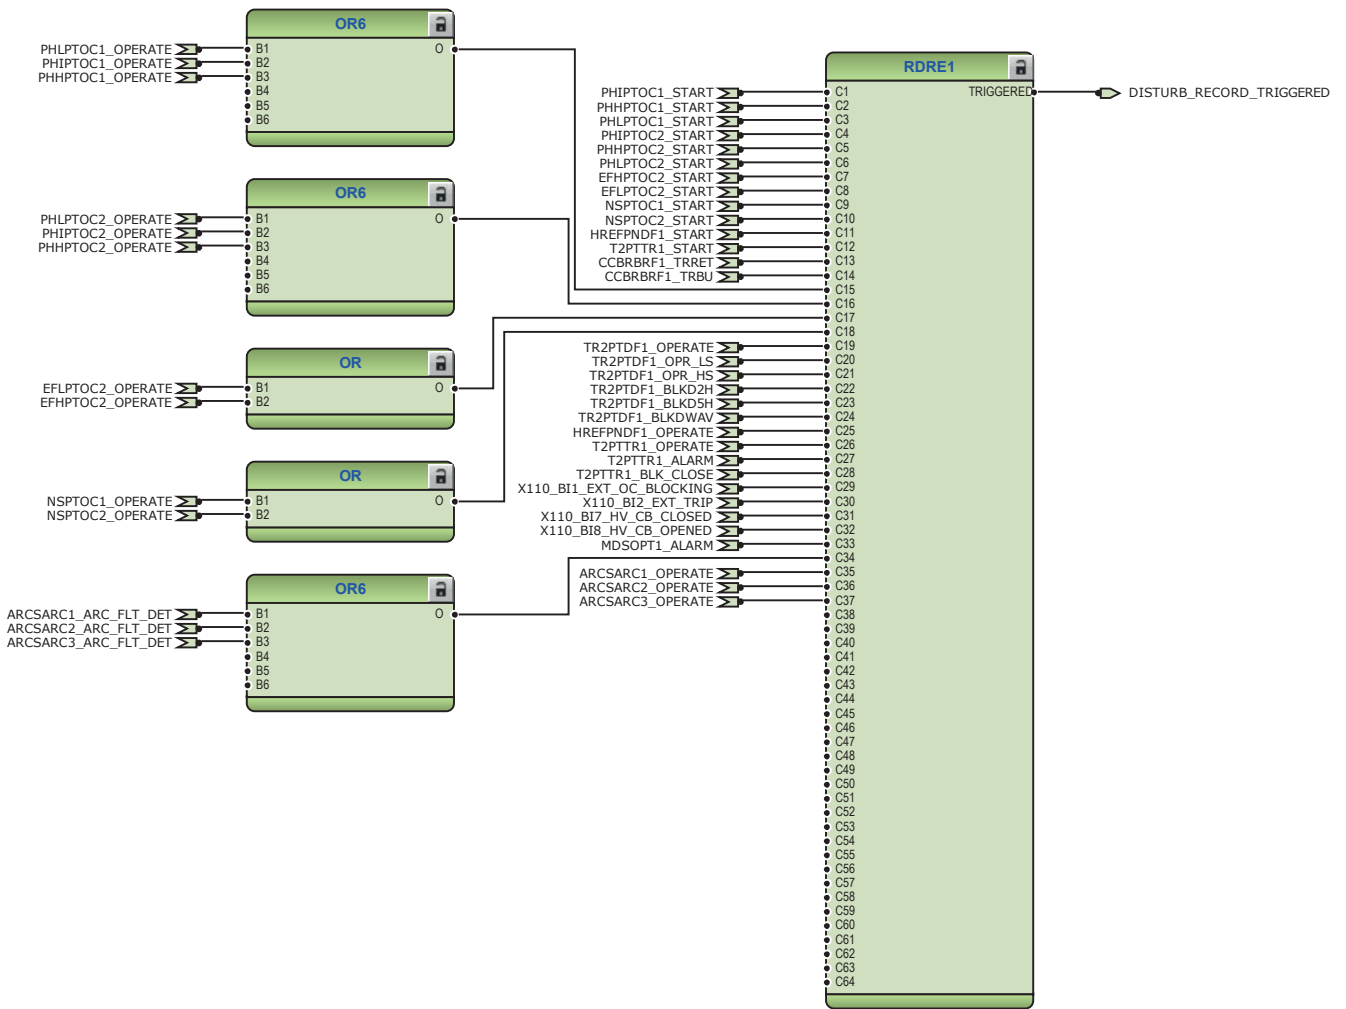 OR6
PHLPTOC1_OPERATE B1 O
PHIPTOC1_OPERATE B2
PHHPTOC1_OPERATE B3
B4
B5
B6
OR6
PHLPTOC2_OPERATE B1 O
PHIPTOC2_OPERATE B2
PHHPTOC2_OPERATE B3
B4
B5
B6
OR
EFLPTOC2_OPERATE B1 O
EFHPTOC2_OPERATE B2
OR
NSPTOC1_OPERATE B1 O
NSPTOC2_OPERATE B2
OR6
ARCSARC1_ARC_FLT_DET B1 O
ARCSARC2_ARC_FLT_DET B2
ARCSARC3_ARC_FLT_DET B3
B4
B5
B6
RDRE1
PHIPTOC1_START C1 TRIGGERED DISTURB_RECORD_TRIGGERED
PHHPTOC1_START C2
PHLPTOC1_START C3
PHIPTOC2_START C4
PHHPTOC2_START C5
PHLPTOC2_START C6
EFHPTOC2_START C7
EFLPTOC2_START C8
NSPTOC1_START C9
NSPTOC2_START C10
HREFPNDF1_START C11
T2PTTR1_START C12
CCBRBRF1_TRRET C13
CCBRBRF1_TRBU C14
C15
C16
C17
C18
TR2PTDF1_OPERATE C19
TR2PTDF1_OPR_LS C20
TR2PTDF1_OPR_HS C21
TR2PTDF1_BLKD2H C22
TR2PTDF1_BLKD5H C23
TR2PTDF1_BLKDWAV C24
HREFPNDF1_OPERATE C25
T2PTTR1_OPERATE C26
T2PTTR1_ALARM C27
T2PTTR1_BLK_CLOSE C28
X110_BI1_EXT_OC_BLOCKING C29
X110_BI2_EXT_TRIP C30
X110_BI7_HV_CB_CLOSED C31
X110_BI8_HV_CB_OPENED C32
MDSOPT1_ALARM C33
C34
ARCSARC1_OPERATE C35
ARCSARC2_OPERATE C36
ARCSARC3_OPERATE C37
C38
C39
C40
C41
C42
C43
C44
C45
C46
C47
C48
C49
C50
C51
C52
C53
C54
C55
C56
C57
C58
C59
C60
C61
C62
C63
C64